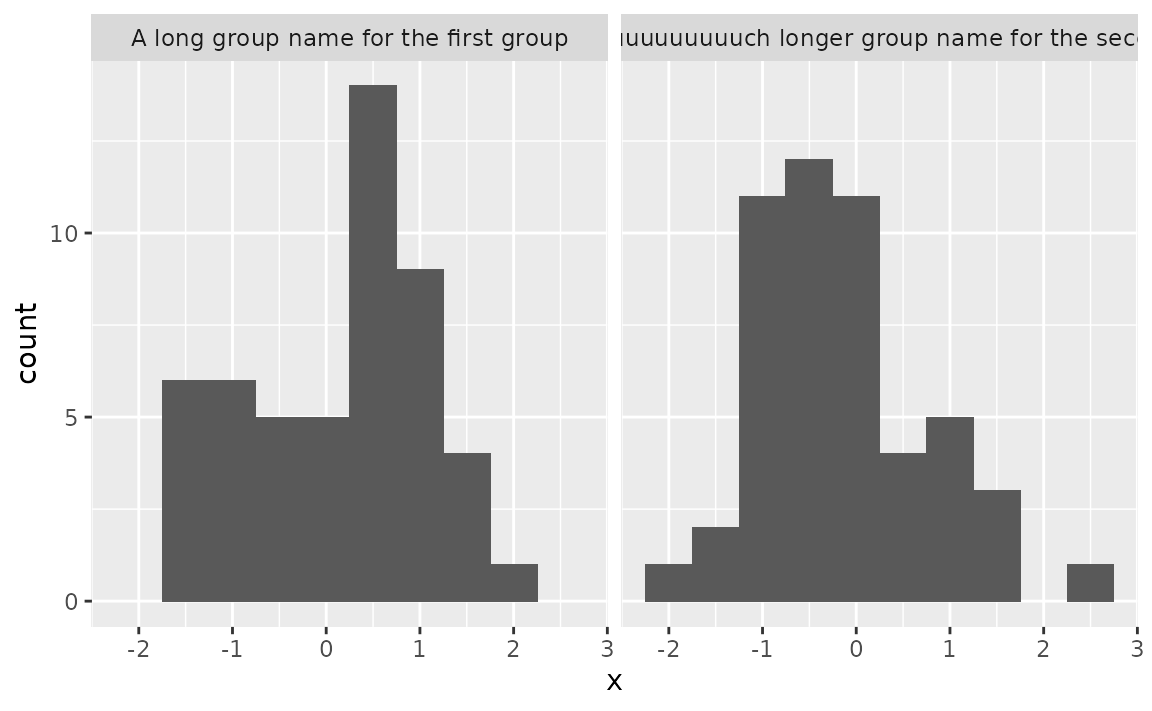 A long group name for the first group
uuuuuuuuuch longer group name for the sec
10
5
0
count
-2 -1 0 1 2 3
-2 -1 0 1 2 3
x